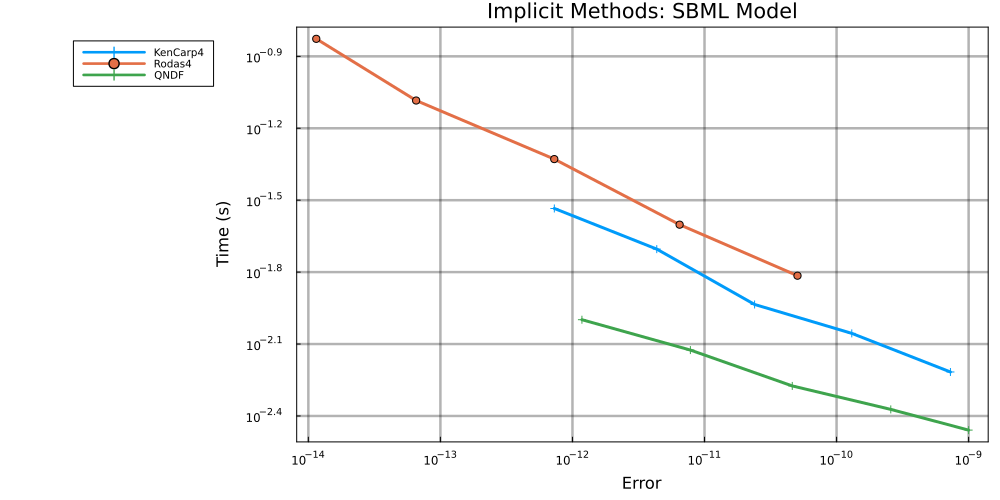 Implicit Methods: SBML Model
KenCarp4
Rodas4
QNDF
Time (s)
10^−0.9
10^−1.2
10^−1.5
10^−1.8
10^−2.1
10^−2.4
10^−14 10^−13 10^−12 10^−11 10^−10 10^−9
Error